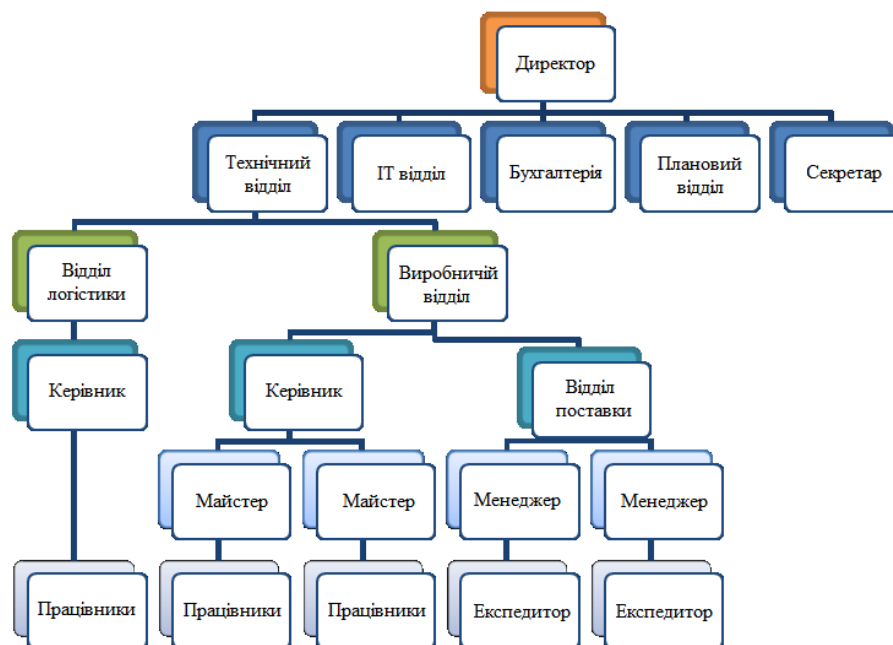 Директор
Технічний
відділ
ІТ відділ
Бухгалтерія
Плановий
відділ
Секретар
Відділ
логістики
Виробничій
відділ
Керівник
Керівник
Відділ
поставки
Майстер
Майстер
Менеджер
Менеджер
Працівники
Працівники
Працівники
Експедитор
Експедитор